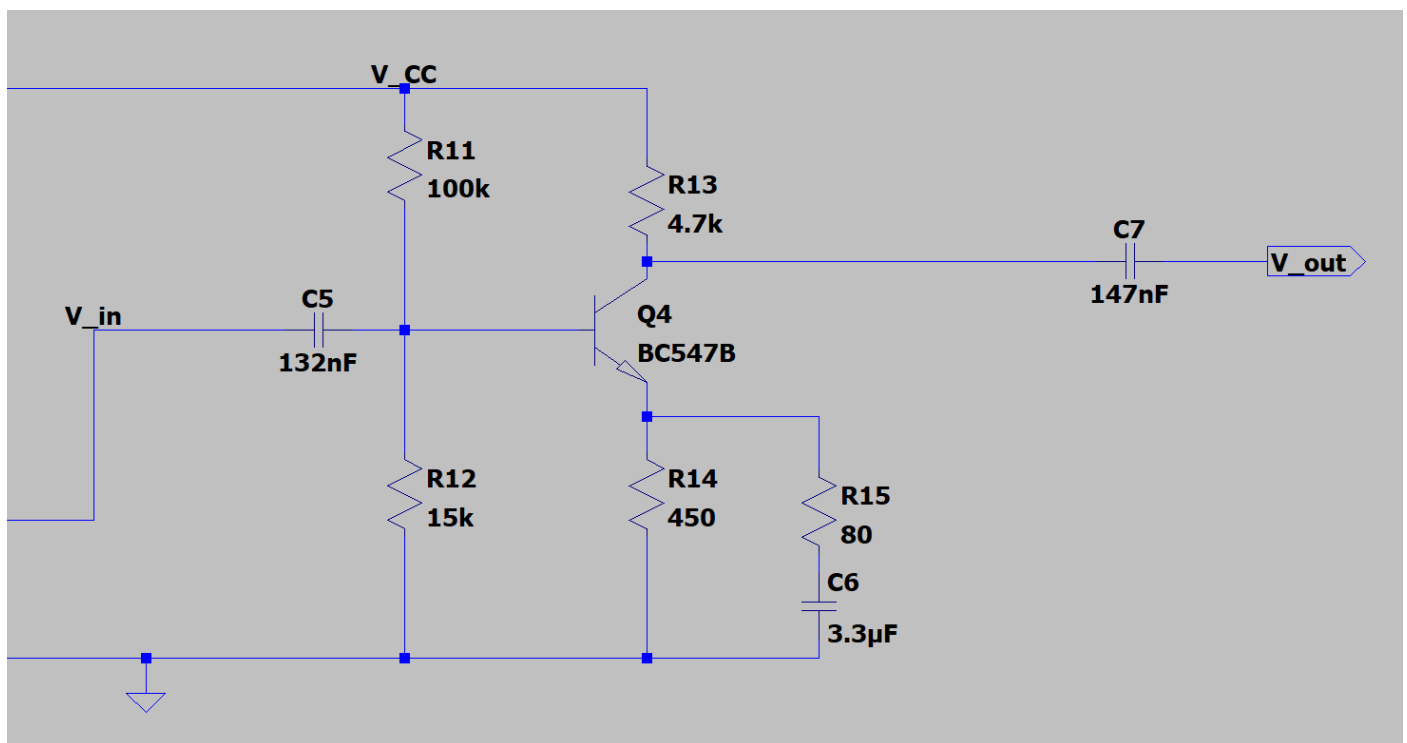 V_CC
R11
100k
R13
4.7k
C7
147nF
V_out
V_in
C5
132nF
Q4
BC547B
R12
15k
R14
450
R15
80
C6
3.3µF